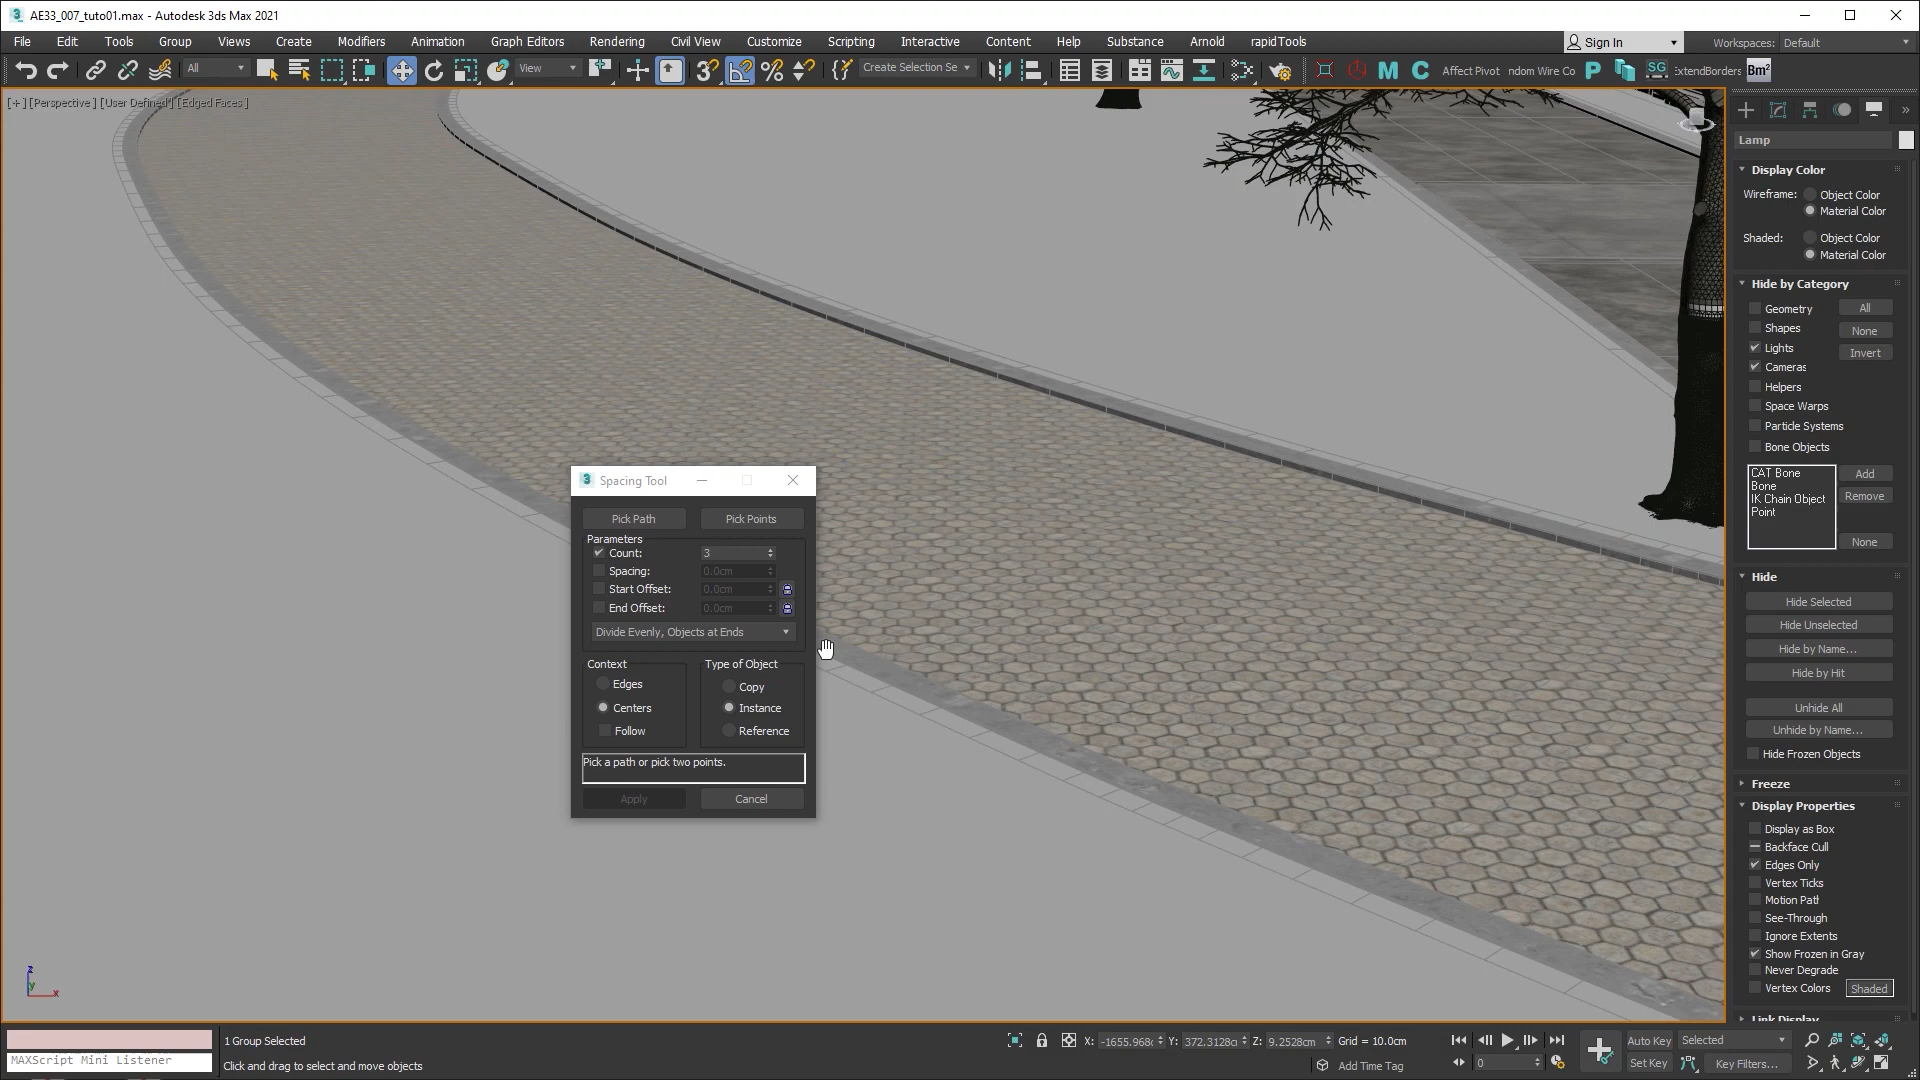 AE33_007_tuto01.max - Autodesk 3ds Max 2021
File Edit Tools Group Views Create Modifiers Animation Graph Editors Rendering Civil View Customize Scripting Interactive Content Help Substance Arnold rapidTools Sign In Workspaces: Default
All View Create Selection Se Affect Pivot ndom Wire Co SG ExtendBorders Bm²
[+] [Perspective] [User Defined] [Edged Faces]
Lamp
Display Color
Wireframe: Object Color
Material Color
Shaded: Object Color
Material Color
Hide by Category
Geometry All
Shapes None
Lights
Invert
Cameras
Helpers
Space Warps
Particle Systems
Bone Objects
CAT Bone Add
Bone
IK Chain Object Remove
Point
None
Hide
Hide Selected
Hide Unselected
Hide by Name...
Hide by Hit
Unhide All
Unhide by Name...
Hide Frozen Objects
Freeze
Display Properties
Display as Box
Backface Cull
Edges Only
Vertex Ticks
Motion Path
See-Through
Ignore Extents
Show Frozen in Gray
Never Degrade
Vertex Colors Shaded
Link Display
Spacing Tool
Pick Path Pick Points
Parameters
Count: 3
Spacing: 0.0cm
Start Offset: 0.0cm
End Offset: 0.0cm
Divide Evenly, Objects at Ends
Context Type of Object
Edges Copy
Centers Instance
Follow Reference
Pick a path or pick two points.
Apply Cancel
z
y
x
1 Group Selected X: -1655.968c Y: 372.3128c Z: 9.2528cm Grid = 10.0cm Auto Key Selected
MAXScript Mini Listener Click and drag to select and move objects Add Time Tag 0 Set Key Key Filters...